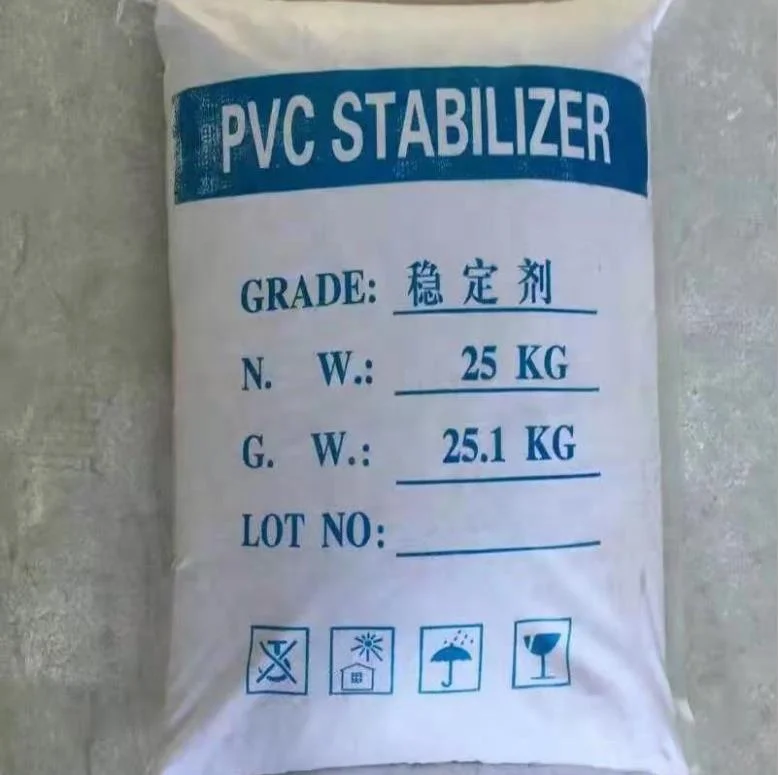 PVC STABILIZER
GRADE: 稳定剂
N. W.: 25 KG
G. W.: 25.1 KG
LOT NO: